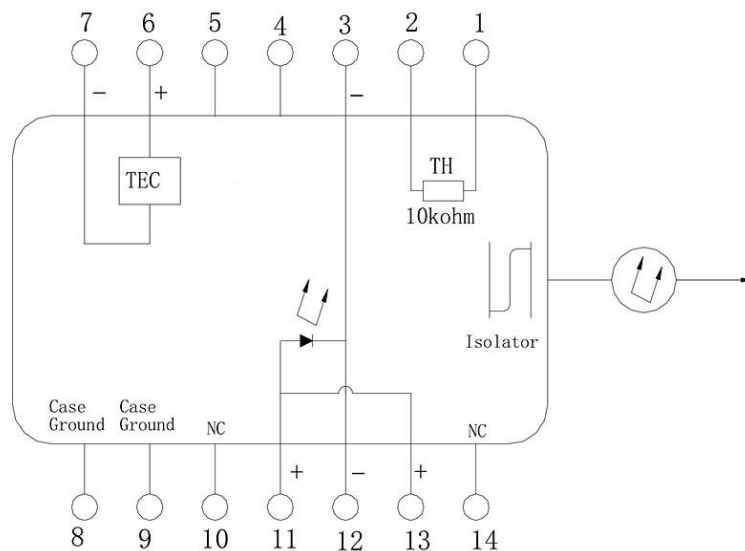 7 6 5 4 3 2 1
− + −
TEC
TH
10kohm
Isolator
Case
Ground
Case
Ground
NC
NC
+ − +
8 9 10 11 12 13 14